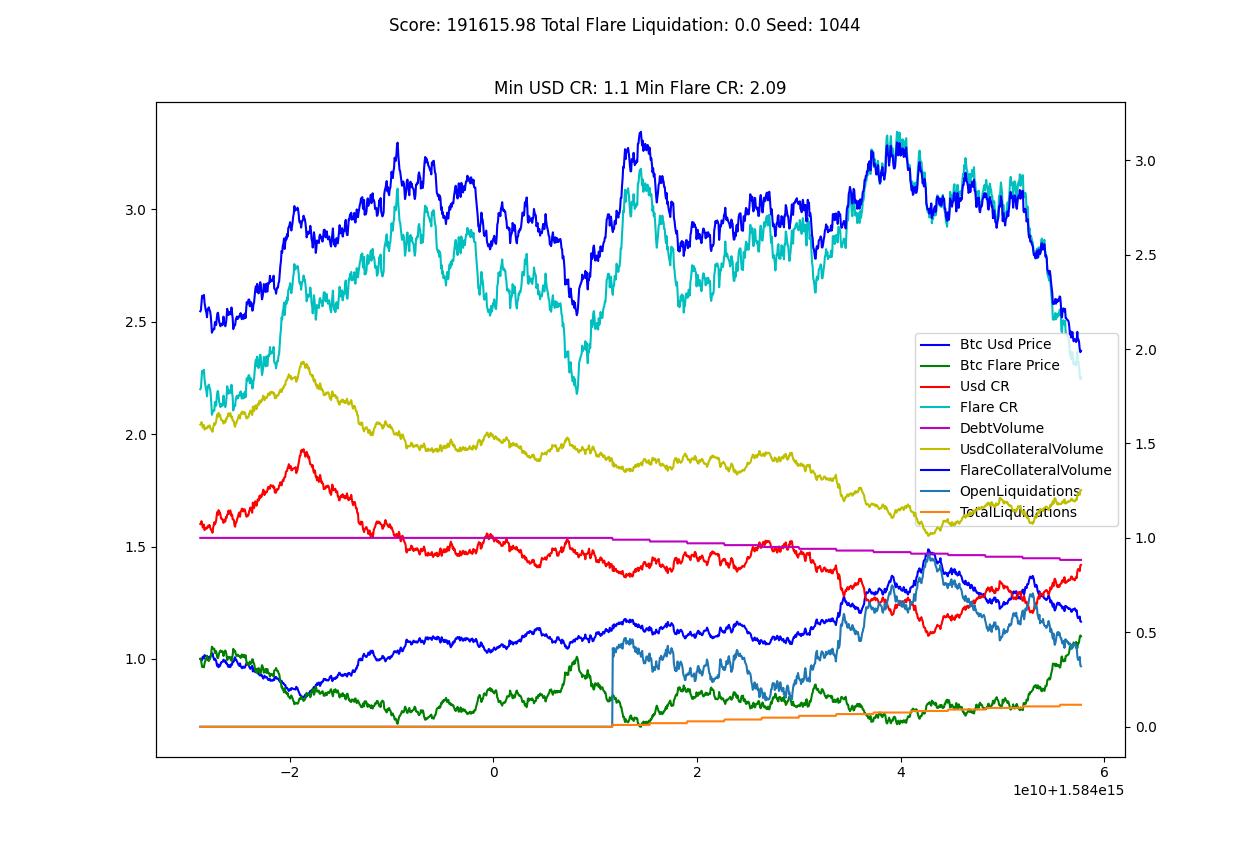 Score: 191615.98 Total Flare Liquidation: 0.0 Seed: 1044
Min USD CR: 1.1 Min Flare CR: 2.09
3.0
2.5
2.0
1.5
1.0
3.0
2.5
2.0
1.5
1.0
0.5
0.0
Btc Usd Price
Btc Flare Price
Usd CR
Flare CR
DebtVolume
UsdCollateralVolume
FlareCollateralVolume
OpenLiquidations
TotalLiquidations
−2 0 2 4 6
1e10+1.584e15